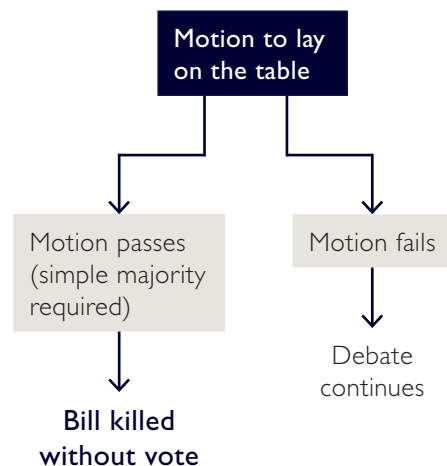 Motion to lay
on the table
Motion passes
(simple majority
required)
Motion fails
Debate
continues
Bill killed
without vote